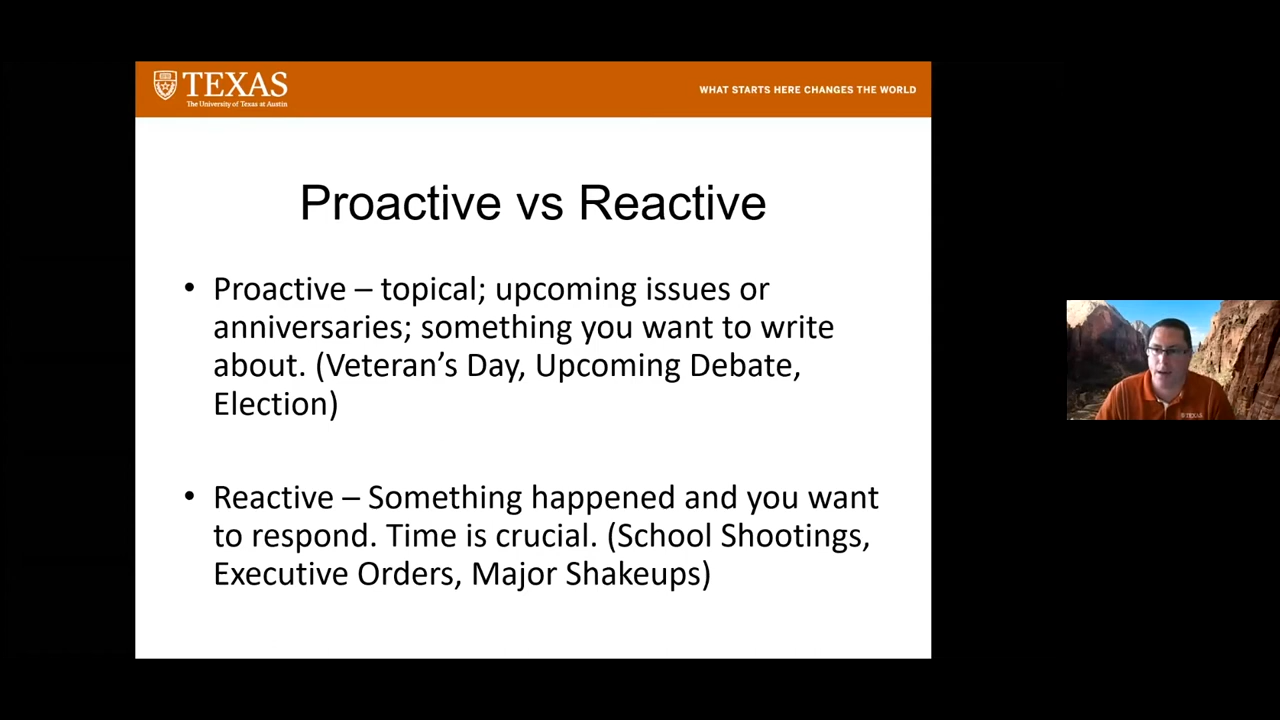 TEXAS
The University of Texas at Austin
WHAT STARTS HERE CHANGES THE WORLD
Proactive vs Reactive
• Proactive – topical; upcoming issues or
anniversaries; something you want to write
about. (Veteran’s Day, Upcoming Debate,
Election)
• Reactive – Something happened and you want
to respond. Time is crucial. (School Shootings,
Executive Orders, Major Shakeups)
TEXAS